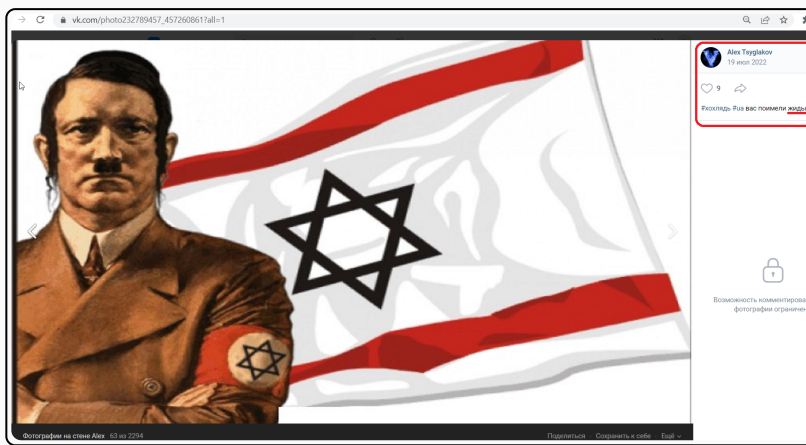 vk.com/photo232789457_457260861?all=1
Alex Tsyglakov
19 июл 2022
9
#хохлядь #ua вас поимели жиды
Возможность комментирова
фотографии ограничен
Фотографии на стене Alex 63 из 2294
Поделиться Сохранить к себе Ещё